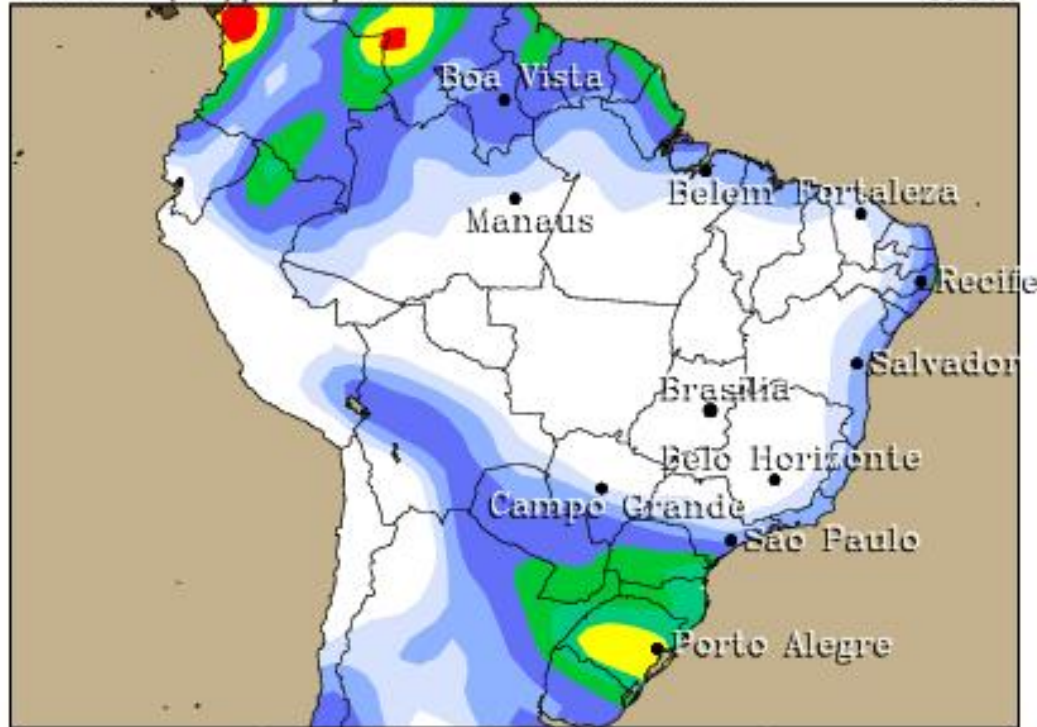 Boa Vista
Belem Fortaleza
Manaus
Recife
Salvador
Brasilia
Belo Horizonte
Campo Grande
Sao Paulo
Porto Alegre